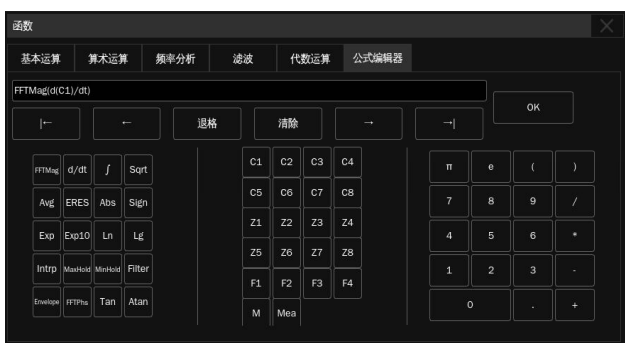 函数
基本运算 算术运算 频率分析 滤波 代数运算 公式编辑器
FFTMag(d(C1)/dt)
|← ← 退格 清除 → →| OK
FFTMag d/dt ∫ Sqrt
Avg ERES Abs Sign
Exp Exp10 Ln Lg
Intrp MaxHold MinHold Filter
Envelope FFTPhs Tan Atan
C1 C2 C3 C4
C5 C6 C7 C8
Z1 Z2 Z3 Z4
Z5 Z6 Z7 Z8
F1 F2 F3 F4
M Mea
π e ( )
7 8 9 /
4 5 6 *
1 2 3 -
0 . +